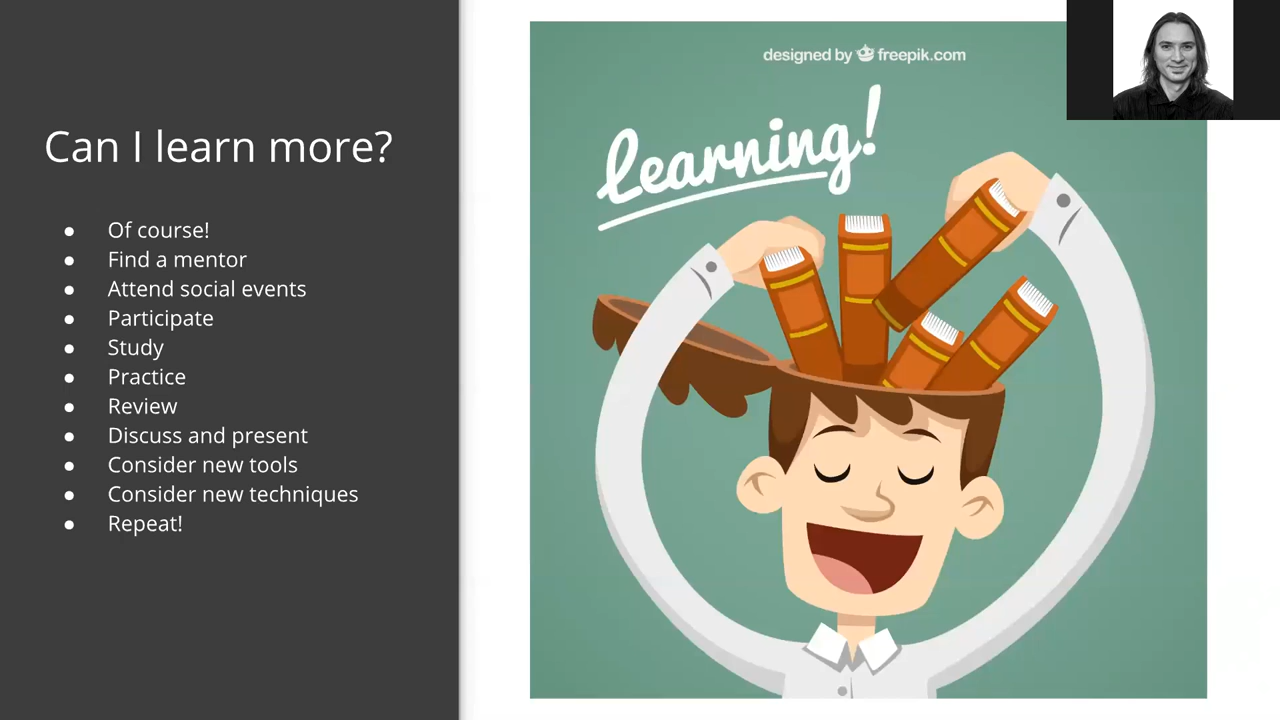 Can I learn more?
● Of course!
● Find a mentor
● Attend social events
● Participate
● Study
● Practice
● Review
● Discuss and present
● Consider new tools
● Consider new techniques
● Repeat!
designed by freepik.com
Learning!